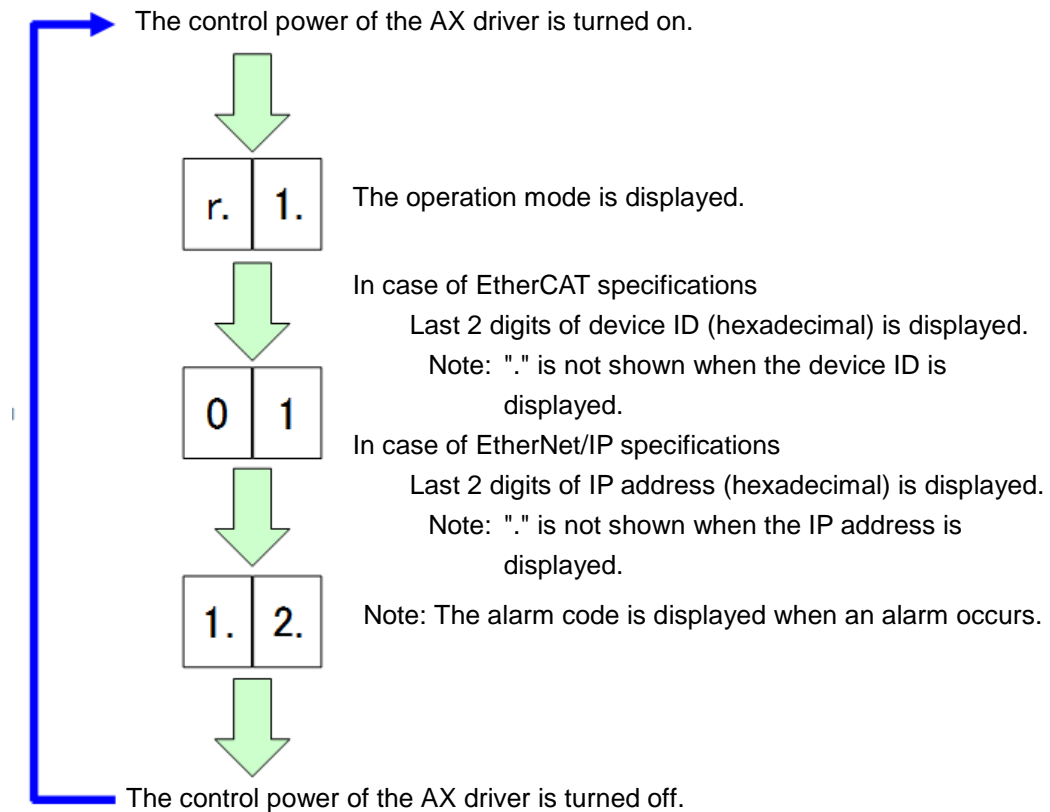 The control power of the AX driver is turned on.
r. 1.
The operation mode is displayed.
In case of EtherCAT specifications
Last 2 digits of device ID (hexadecimal) is displayed.
Note: "." is not shown when the device ID is
displayed.
0 1
In case of EtherNet/IP specifications
Last 2 digits of IP address (hexadecimal) is displayed.
Note: "." is not shown when the IP address is
displayed.
1. 2.
Note: The alarm code is displayed when an alarm occurs.
The control power of the AX driver is turned off.